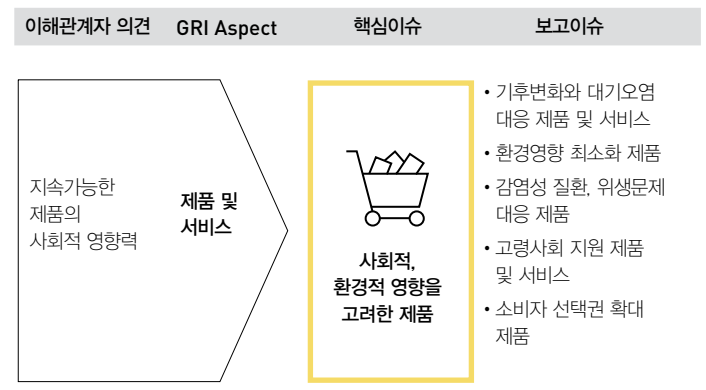 이해관계자 의견 GRI Aspect 핵심이슈 보고이슈
지속가능한
제품의
사회적 영향력
제품 및
서비스
사회적,
환경적 영향을
고려한 제품
• 기후변화와 대기오염
대응 제품 및 서비스
• 환경영향 최소화 제품
• 감염성 질환, 위생문제
대응 제품
• 고령사회 지원 제품
및 서비스
• 소비자 선택권 확대
제품